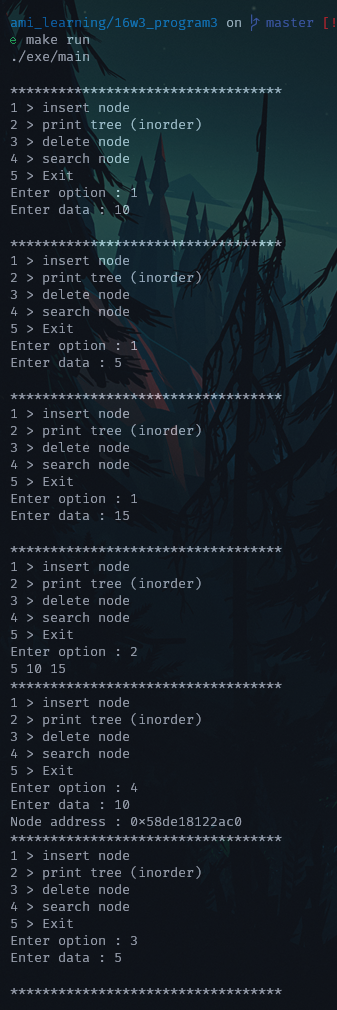 ami_learning/16w3_program3 on master [!
e make run
./exe/main
**********************************
1 > insert node
2 > print tree (inorder)
3 > delete node
4 > search node
5 > Exit
Enter option : 1
Enter data : 10
**********************************
1 > insert node
2 > print tree (inorder)
3 > delete node
4 > search node
5 > Exit
Enter option : 1
Enter data : 5
**********************************
1 > insert node
2 > print tree (inorder)
3 > delete node
4 > search node
5 > Exit
Enter option : 1
Enter data : 15
**********************************
1 > insert node
2 > print tree (inorder)
3 > delete node
4 > search node
5 > Exit
Enter option : 2
5 10 15
**********************************
1 > insert node
2 > print tree (inorder)
3 > delete node
4 > search node
5 > Exit
Enter option : 4
Enter data : 10
Node address : 0x58de18122ac0
**********************************
1 > insert node
2 > print tree (inorder)
3 > delete node
4 > search node
5 > Exit
Enter option : 3
Enter data : 5
**********************************